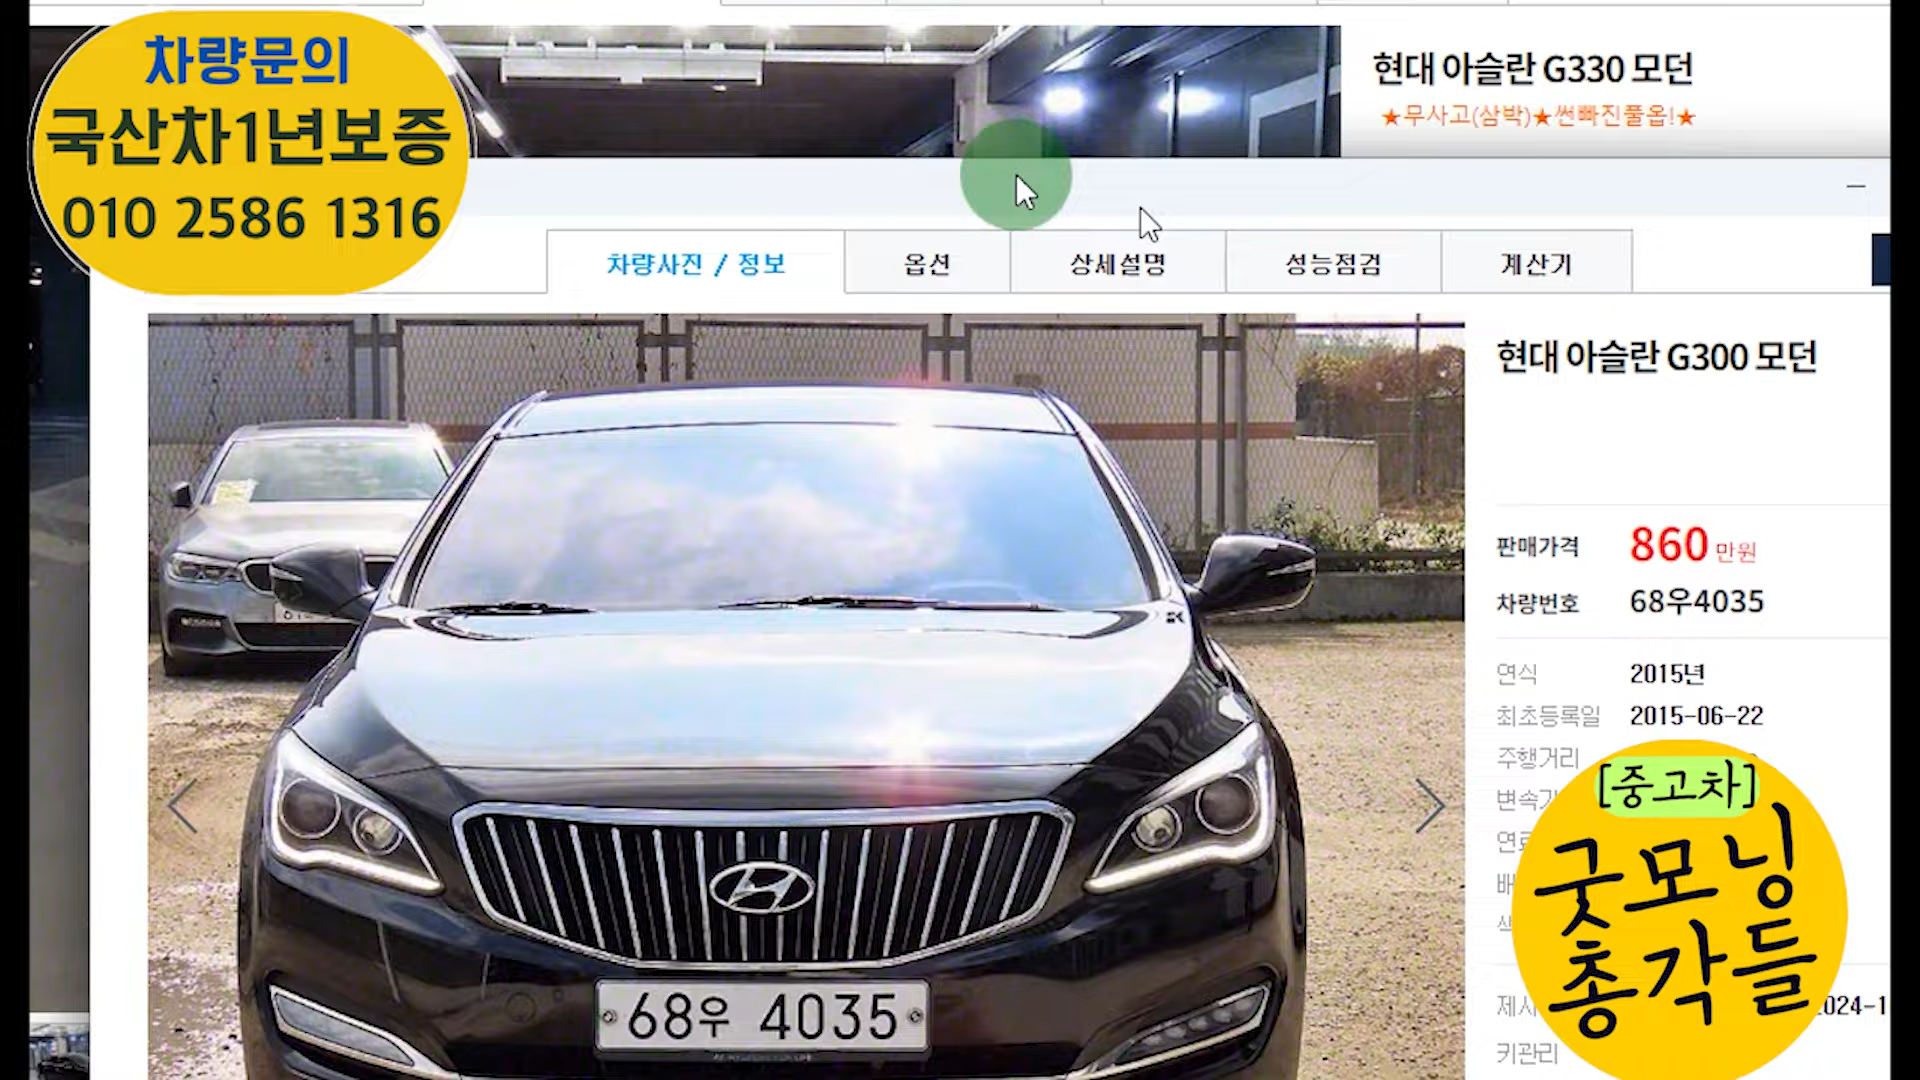 차량문의
국산차1년보증
010 2586 1316
현대 아슬란 G330 모던
★무사고(삼박)★썬빠진풀옵!★
차량사진 / 정보
옵션
상세설명
성능점검
계산기
현대 아슬란 G300 모던
판매가격 860 만원
차량번호 68우4035
연식 2015년
최초등록일 2015-06-22
주행거리
68우 4035
[중고차]
굿모닝
총각들
키관리